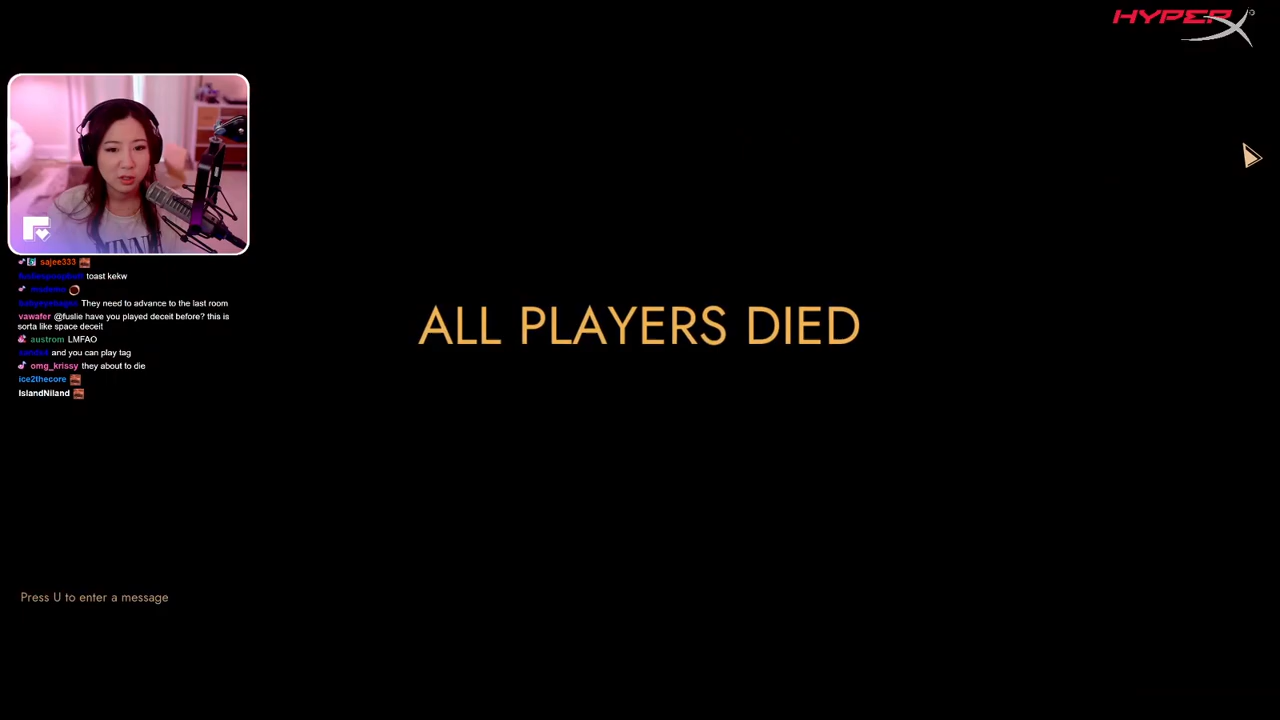 HYPERX
sajee333
toast kekw
They need to advance to the last room
vawafer @fuslie have you played deceit before? this is
sorta like space deceit
austrom LMFAO
and you can play tag
omg_krissy they about to die
ice2thecore
IslandNiland
ALL PLAYERS DIED
Press U to enter a message